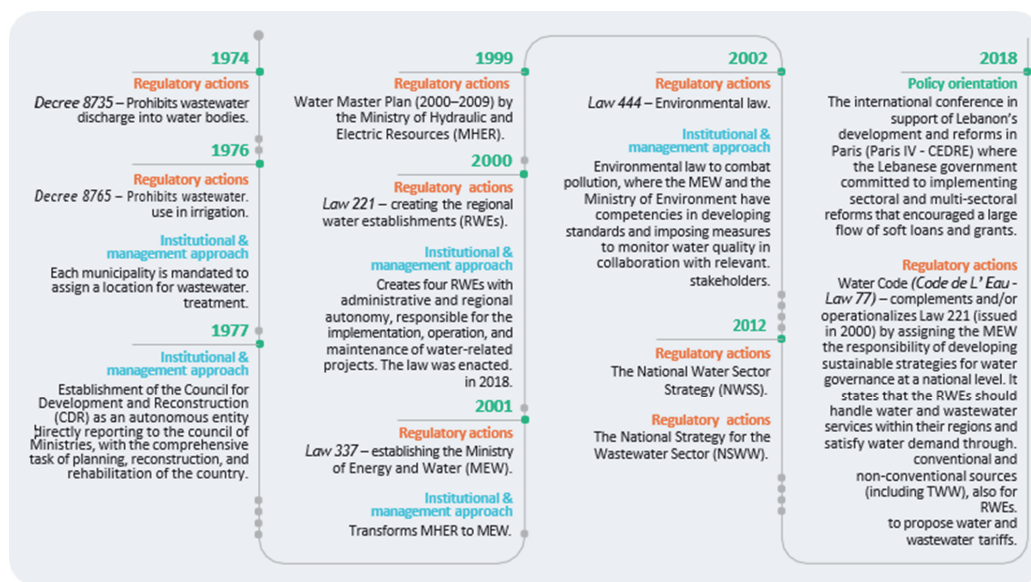 1974
Regulatory actions
Decree 8735 – Prohibits wastewater
discharge into water bodies.
1976
Regulatory actions
Decree 8765 – Prohibits wastewater.
use in irrigation.
Institutional &
management approach
Each municipality is mandated to
assign a location for wastewater.
treatment.
1977
Institutional &
management approach
Establishment of the Council for
Development and Reconstruction
(CDR) as an autonomous entity
directly reporting to the council of
Ministries, with the comprehensive
task of planning, reconstruction, and
rehabilitation of the country.
1999
Regulatory actions
Water Master Plan (2000–2009) by
the Ministry of Hydraulic and
Electric Resources (MHER).
2000
Regulatory actions
Law 221 – creating the regional
water establishments (RWEs).
Institutional &
management approach
Creates four RWEs with
administrative and regional
autonomy, responsible for the
implementation, operation, and
maintenance of water-related
projects. The law was enacted.
in 2018.
2001
Regulatory actions
Law 337 – establishing the Ministry
of Energy and Water (MEW).
Institutional &
management approach
Transforms MHER to MEW.
2002
Regulatory actions
Law 444 – Environmental law.
Institutional &
management approach
Environmental law to combat
pollution, where the MEW and the
Ministry of Environment have
competencies in developing
standards and imposing measures
to monitor water quality in
collaboration with relevant.
stakeholders.
2012
Regulatory actions
The National Water Sector
Strategy (NWSS).
Regulatory actions
The National Strategy for the
Wastewater Sector (NSWW).
2018
Policy orientation
The international conference in
support of Lebanon's
development and reforms in
Paris (Paris IV - CEDRE) where
the Lebanese government
committed to implementing
sectoral and multi-sectoral
reforms that encouraged a large
flow of soft loans and grants.
Regulatory actions
Water Code (Code de L' Eau -
Law 77) – complements and/or
operationalizes Law 221 (issued
in 2000) by assigning the MEW
the responsibility of developing
sustainable strategies for water
governance at a national level. It
states that the RWEs should
handle water and wastewater
services within their regions and
satisfy water demand through.
conventional and
non-conventional sources
(including TWW), also for
RWEs.
to propose water and
wastewater tariffs.